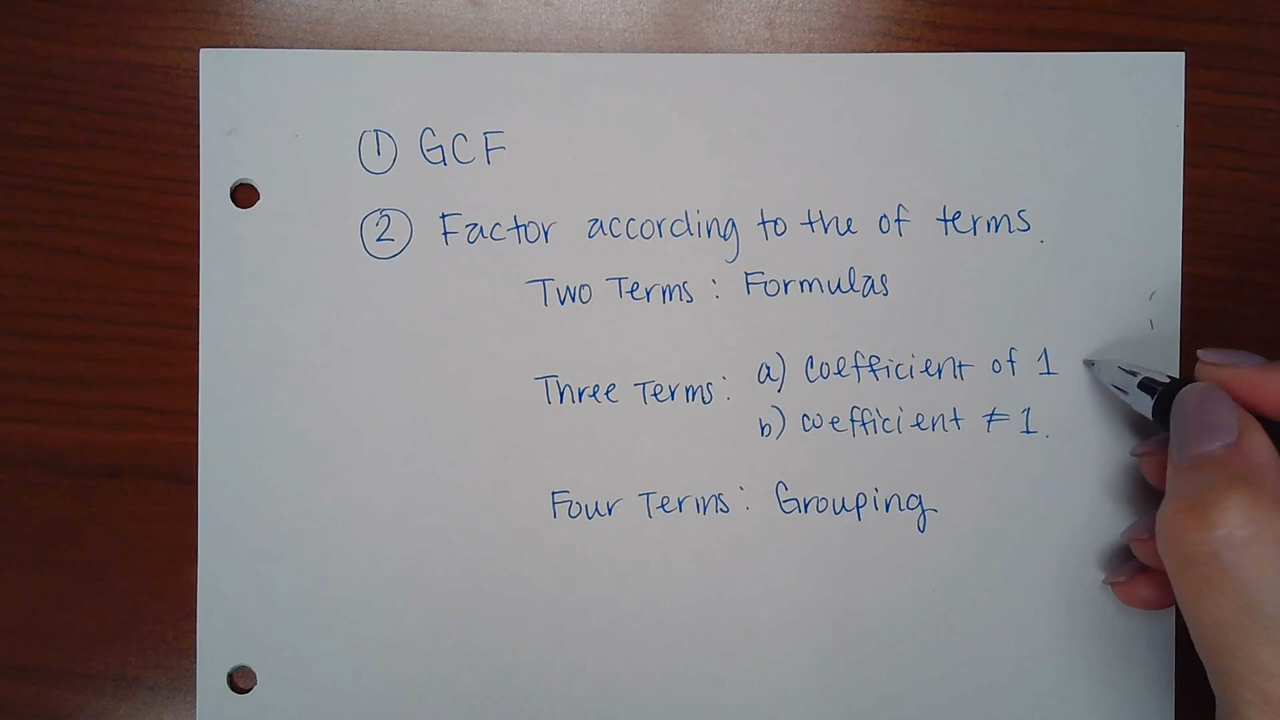 ① GCF
② Factor according to the of terms.
Two Terms: Formulas
Three Terms: a) coefficient of 1
b) coefficient ≠ 1.
Four Terms: Grouping